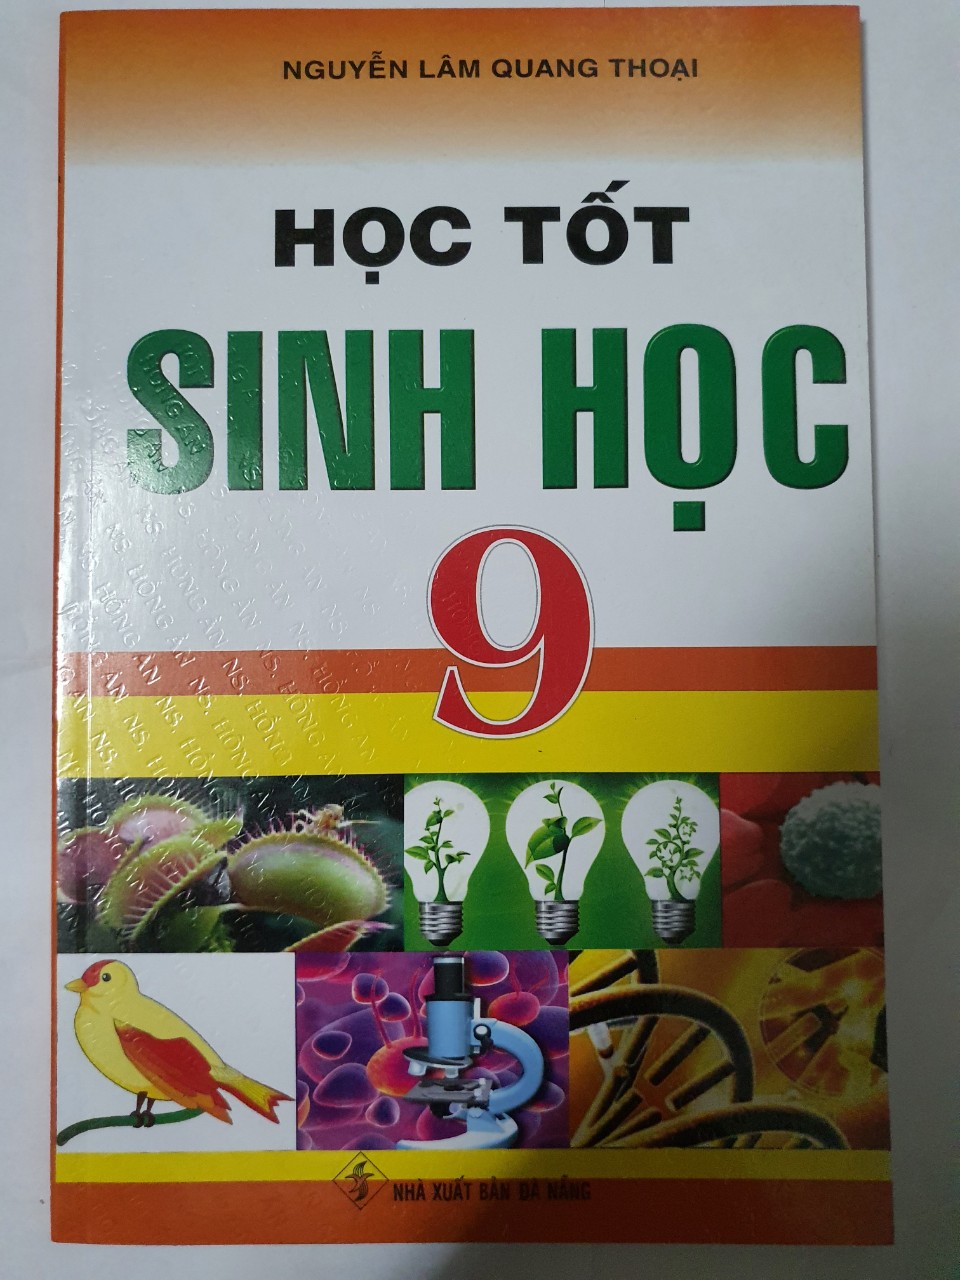 NGUYỄN LÂM QUANG THOẠI
HỌC TỐT
SINH HỌC
9
NHÀ XUẤT BẢN ĐÀ NẴNG